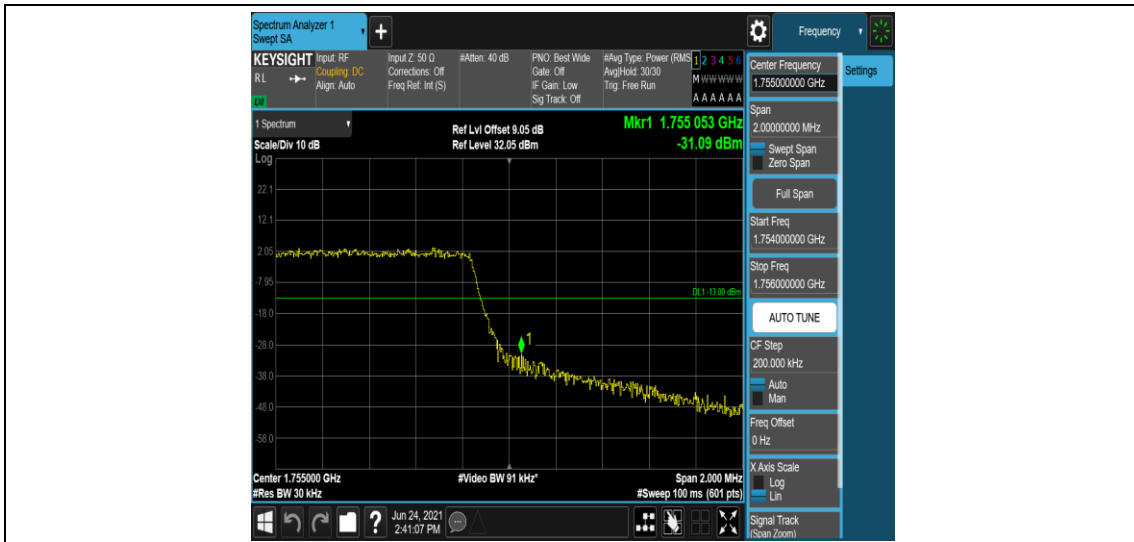 Spectrum Analyzer 1
Swept SA
Frequency
KEYSIGHT
Input: RF
Input Z: 50 Ω
#Atten: 40 dB
PNO: Best Wide
#Avg Type: Power (RMS
1 2 3 4 5 6
RL
Coupling: DC
Corrections: Off
Gate: Off
Avg|Hold: 30/30
M W W W W W
Align: Auto
Freq Ref: Int (S)
IF Gain: Low
Trig: Free Run
Sig Track: Off
A A A A A A
LXI
1 Spectrum
Ref Lvl Offset 9.05 dB
Mkr1 1.755 053 GHz
Scale/Div 10 dB
Ref Level 32.05 dBm
-31.09 dBm
Log
22.1
12.1
2.05
-7.95
DL1 -13.00 dBm
-18.0
-28.0
1
-38.0
-48.0
-58.0
Center 1.755000 GHz
#Video BW 91 kHz*
Span 2.000 MHz
#Res BW 30 kHz
#Sweep 100 ms (601 pts)
Jun 24, 2021
2:41:07 PM
Center Frequency
1.755000000 GHz
Settings
Span
2.00000000 MHz
Swept Span
Zero Span
Full Span
Start Freq
1.754000000 GHz
Stop Freq
1.756000000 GHz
AUTO TUNE
CF Step
200.000 kHz
Auto
Man
Freq Offset
0 Hz
X Axis Scale
Log
Lin
Signal Track
(Span Zoom)